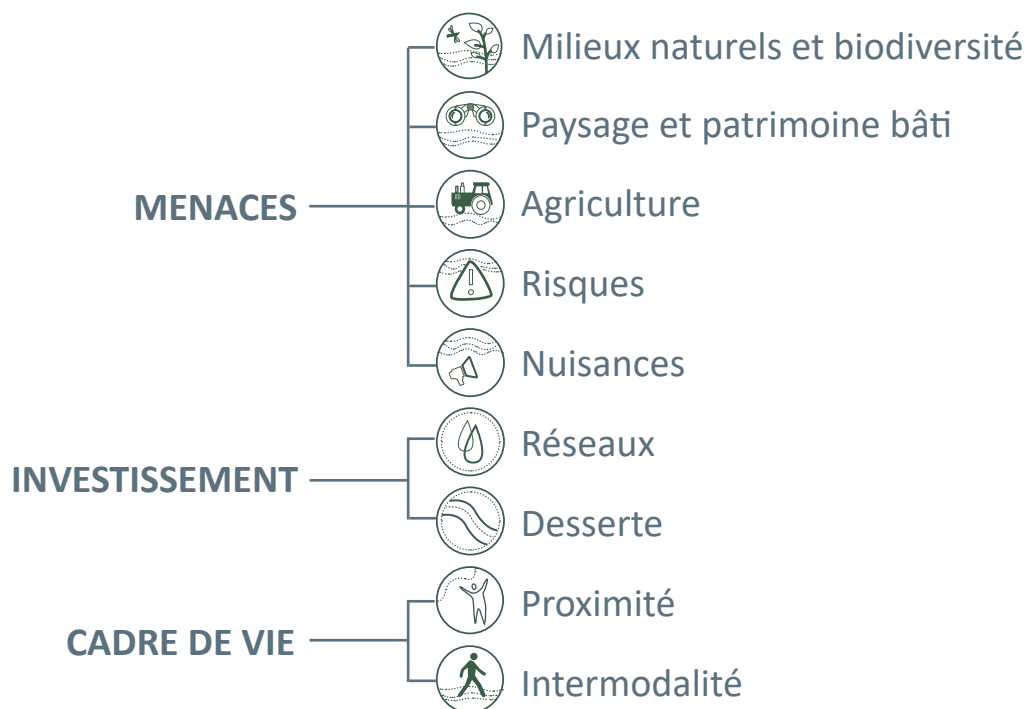 MENACES
Milieux naturels et biodiversité
Paysage et patrimoine bâti
Agriculture
Risques
Nuisances
INVESTISSEMENT
Réseaux
Desserte
CADRE DE VIE
Proximité
Intermodalité